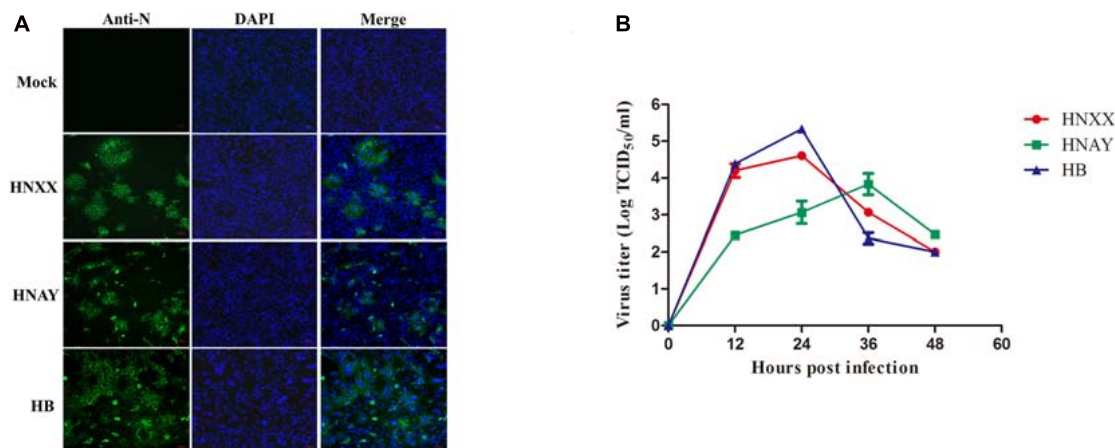 A
Anti-N DAPI Merge
Mock
HNXX
HNAY
HB
B
Virus titer (Log TCID50/ml)
6
5
4
3
2
1
0
0 12 24 36 48 60
Hours post infection
HNXX
HNAY
HB